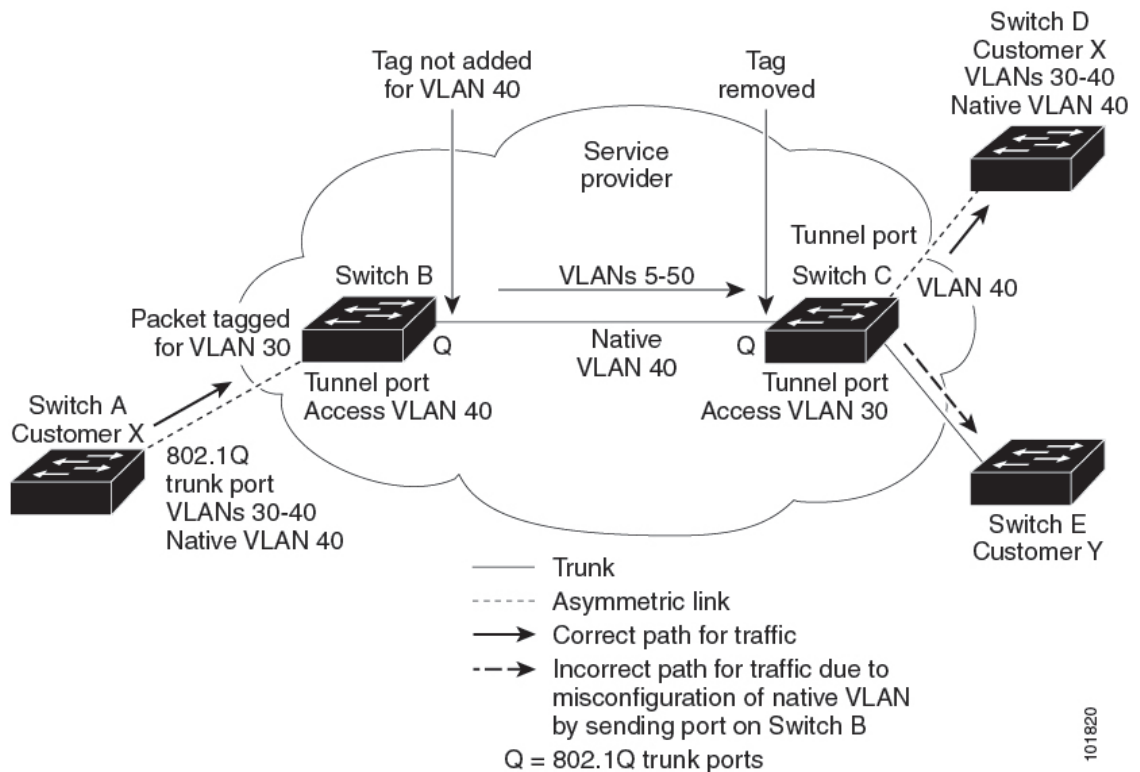 Tag not added
for VLAN 40
Tag
removed
Switch D
Customer X
VLANs 30-40
Native VLAN 40
Service
provider
Tunnel port
Switch B
VLANs 5-50
Switch C
VLAN 40
Packet tagged
for VLAN 30
Q
Native
VLAN 40
Q
Tunnel port
Access VLAN 40
Tunnel port
Access VLAN 30
Switch A
Customer X
802.1Q
trunk port
VLANs 30-40
Native VLAN 40
Switch E
Customer Y
Trunk
Asymmetric link
Correct path for traffic
Incorrect path for traffic due to
misconfiguration of native VLAN
by sending port on Switch B
Q = 802.1Q trunk ports
101820